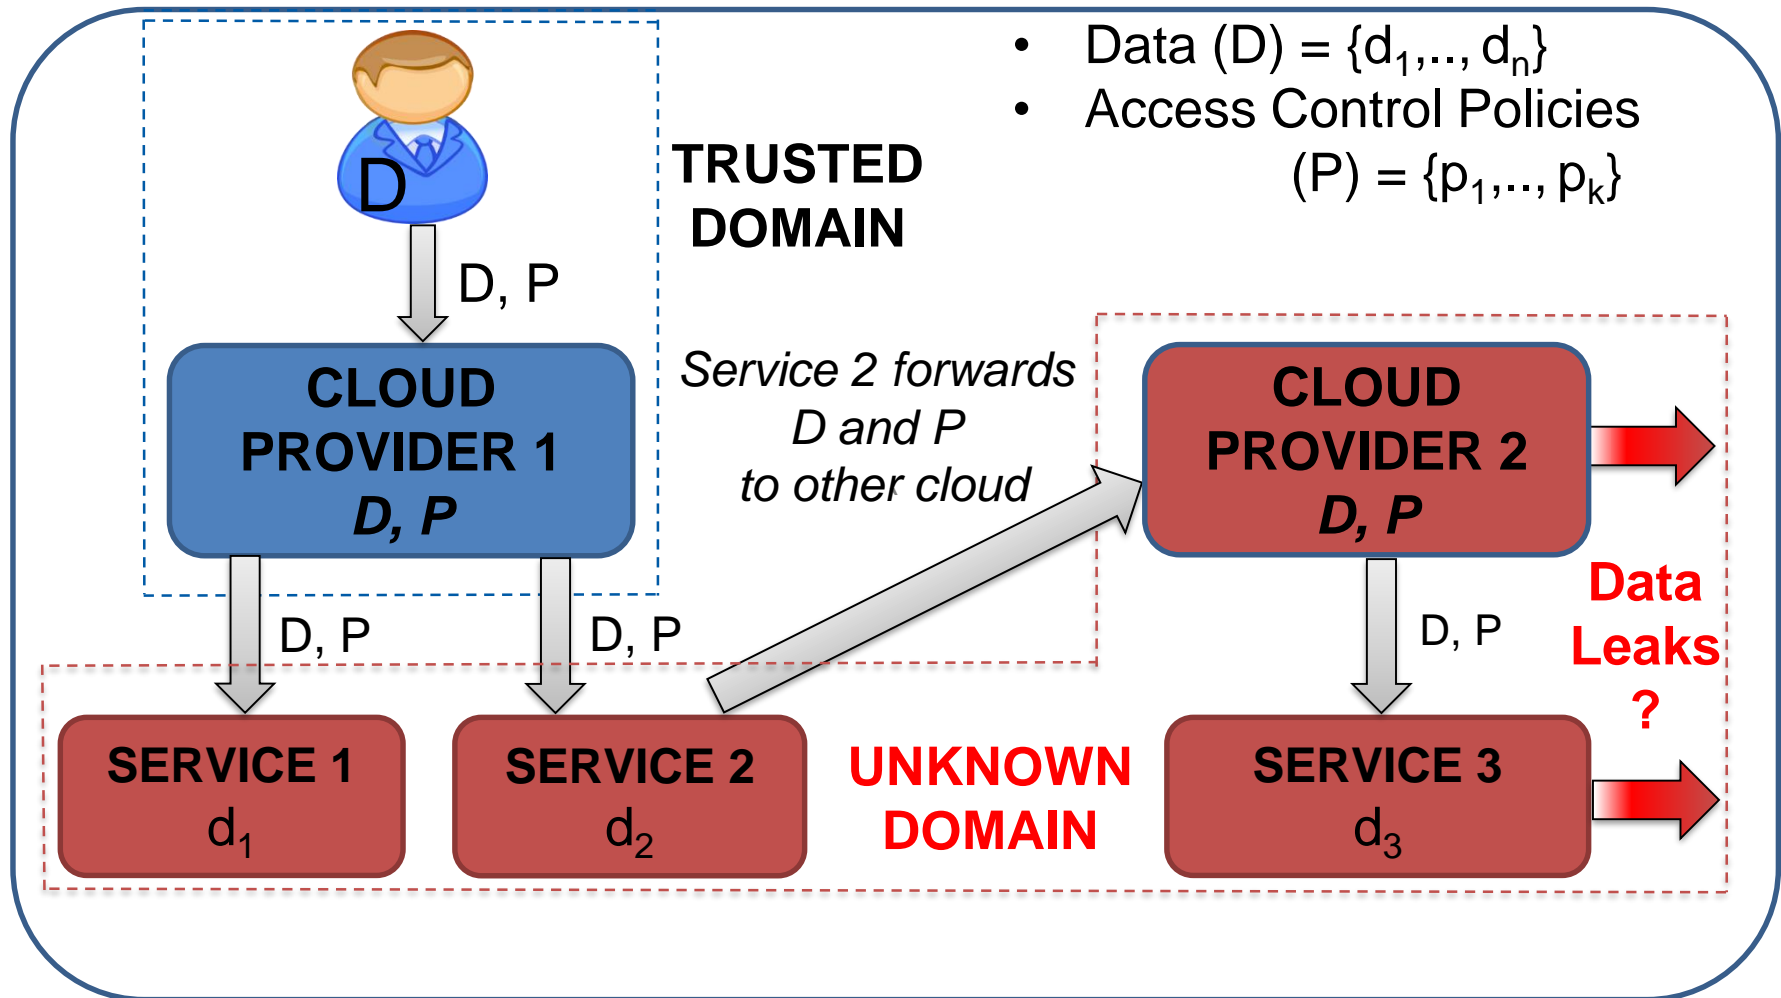 • Data (D) = {d1,.., dn}
• Access Control Policies
(P) = {p1,.., pk}
D
TRUSTED
DOMAIN
D, P
CLOUD
PROVIDER 1
D, P
Service 2 forwards
D and P
to other cloud
CLOUD
PROVIDER 2
D, P
D, P
D, P
D, P
Data
Leaks
?
SERVICE 1
d1
SERVICE 2
d2
UNKNOWN
DOMAIN
SERVICE 3
d3